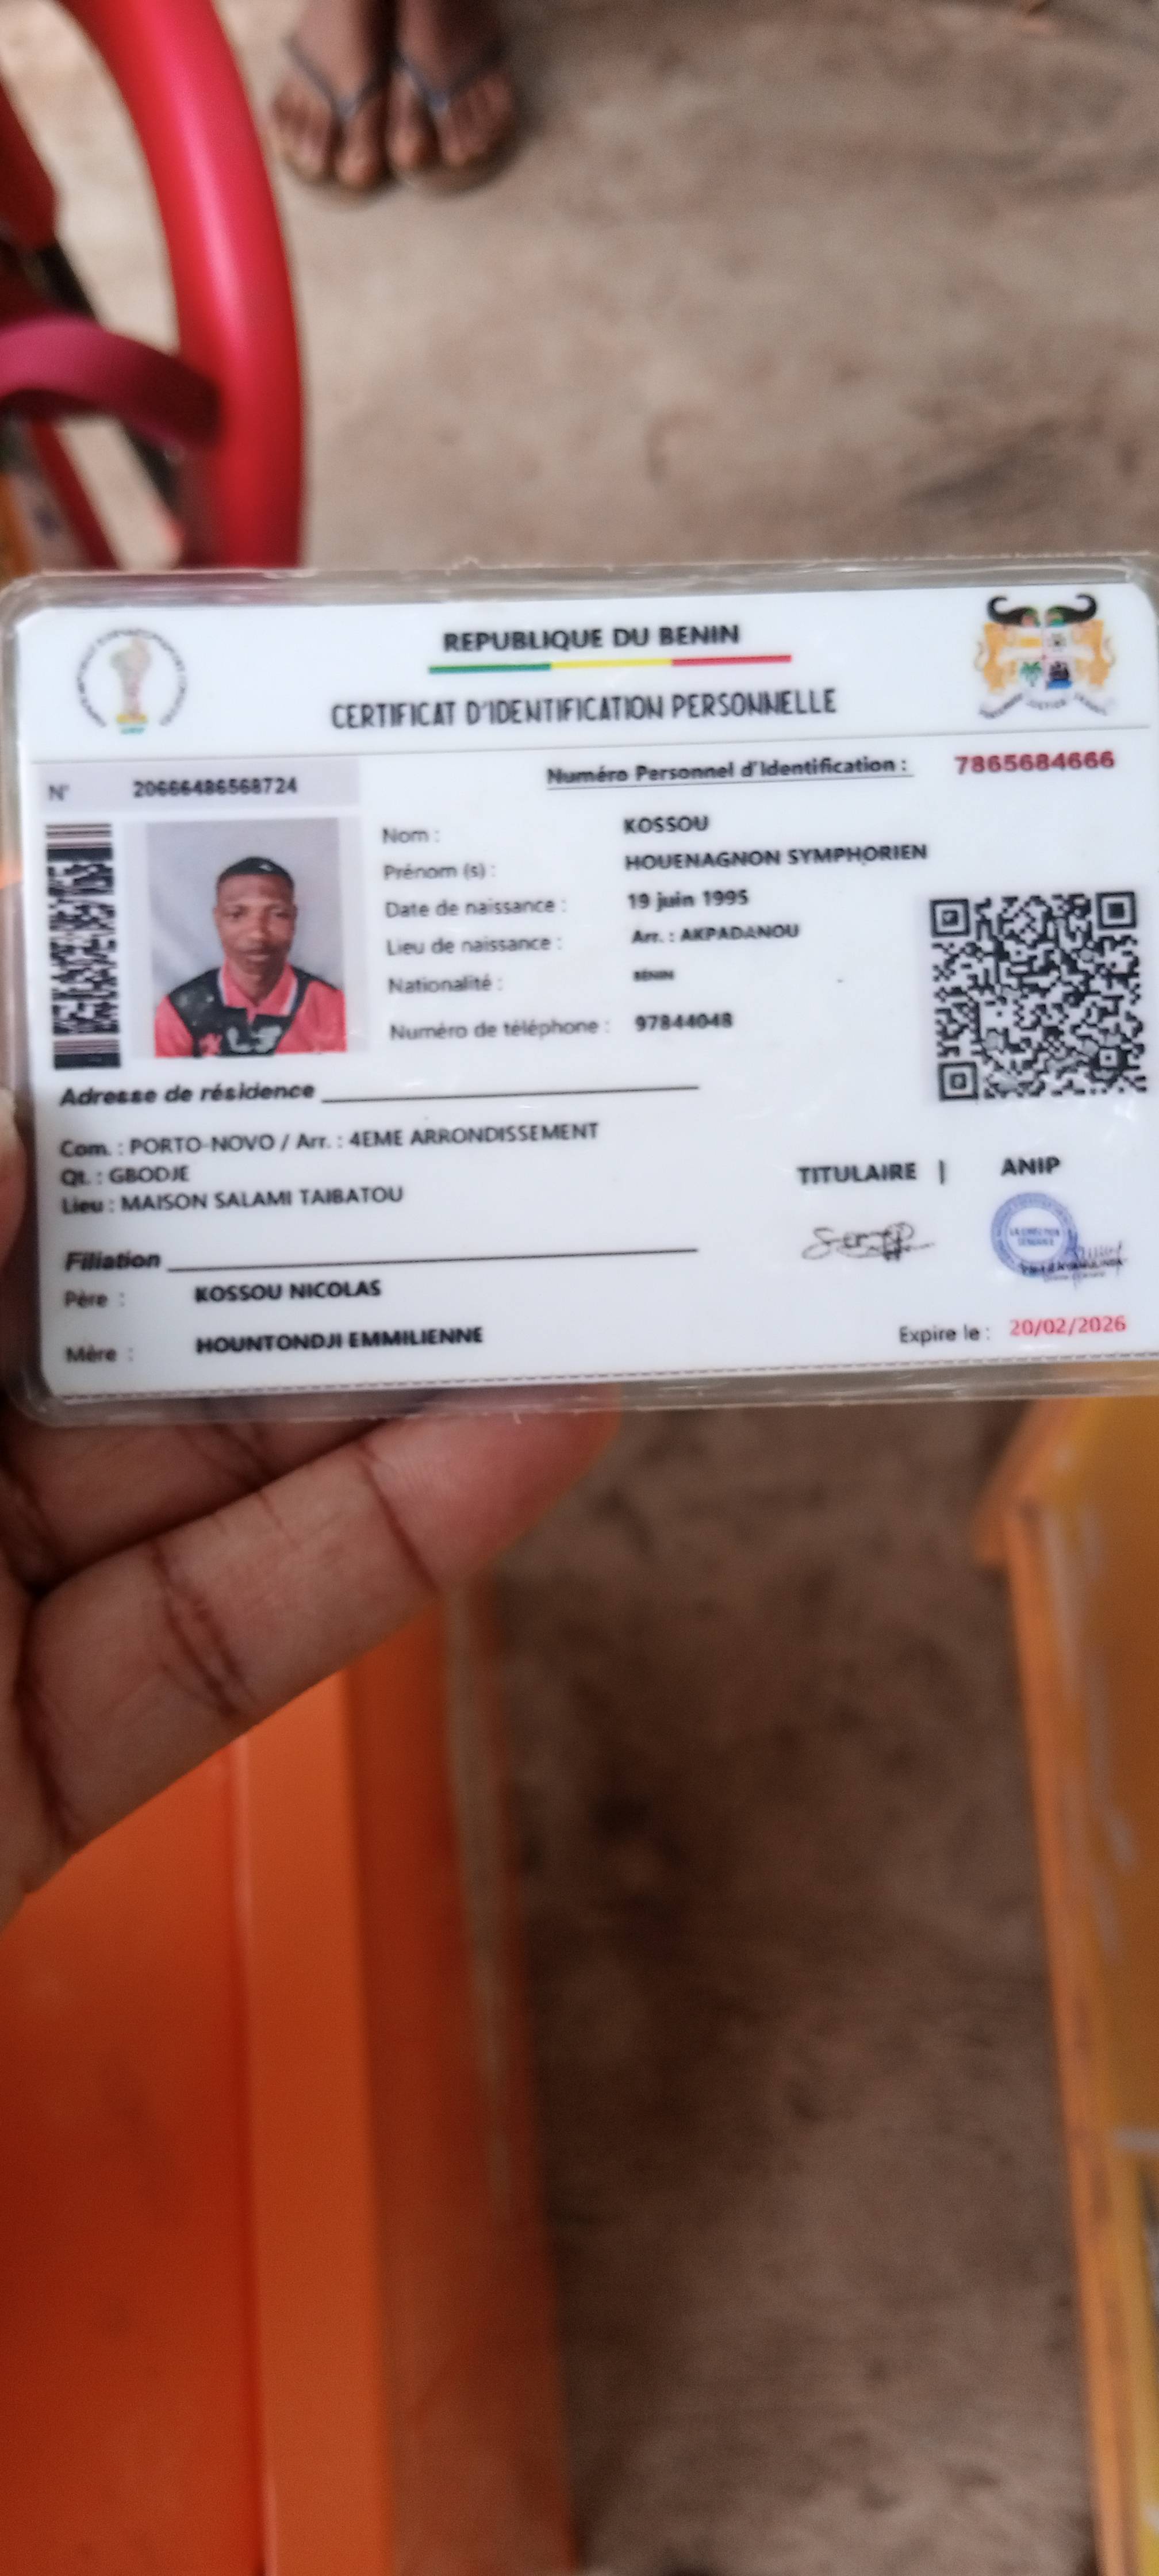 REPUBLIQUE DU BENIN
CERTIFICAT D'IDENTIFICATION PERSONNELLE
N° 20666486568724
Numéro Personnel d'Identification : 7865684666
Nom : KOSSOU
Prénom (s) : HOUENAGNON SYMPHORIEN
Date de naissance : 19 juin 1995
Lieu de naissance : Arr. : AKPADANOU
Nationalité : BENIN
Numéro de téléphone : 97844048
Adresse de résidence
Com. : PORTO-NOVO / Arr. : 4EME ARRONDISSEMENT
Qt. : GBODJE
Lieu : MAISON SALAMI TAIBATOU
TITULAIRE | ANIP
Filiation
Père : KOSSOU NICOLAS
Mère : HOUNTONDJI EMMILIENNE
Expire le : 20/02/2026